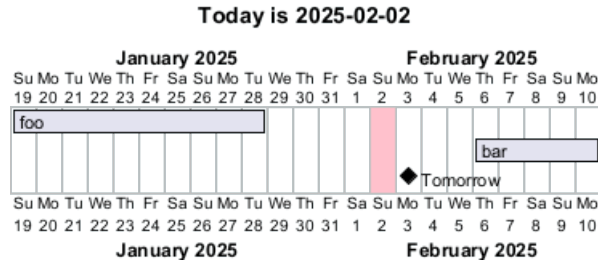 Today is 2025-02-02
January 2025 February 2025
Su Mo Tu We Th Fr Sa Su Mo Tu We Th Fr Sa Su Mo Tu We Th Fr Sa Su Mo
19 20 21 22 23 24 25 26 27 28 29 30 31 1 2 3 4 5 6 7 8 9 10
foo
bar
Tomorrow
Su Mo Tu We Th Fr Sa Su Mo Tu We Th Fr Sa Su Mo Tu We Th Fr Sa Su Mo
19 20 21 22 23 24 25 26 27 28 29 30 31 1 2 3 4 5 6 7 8 9 10
January 2025 February 2025